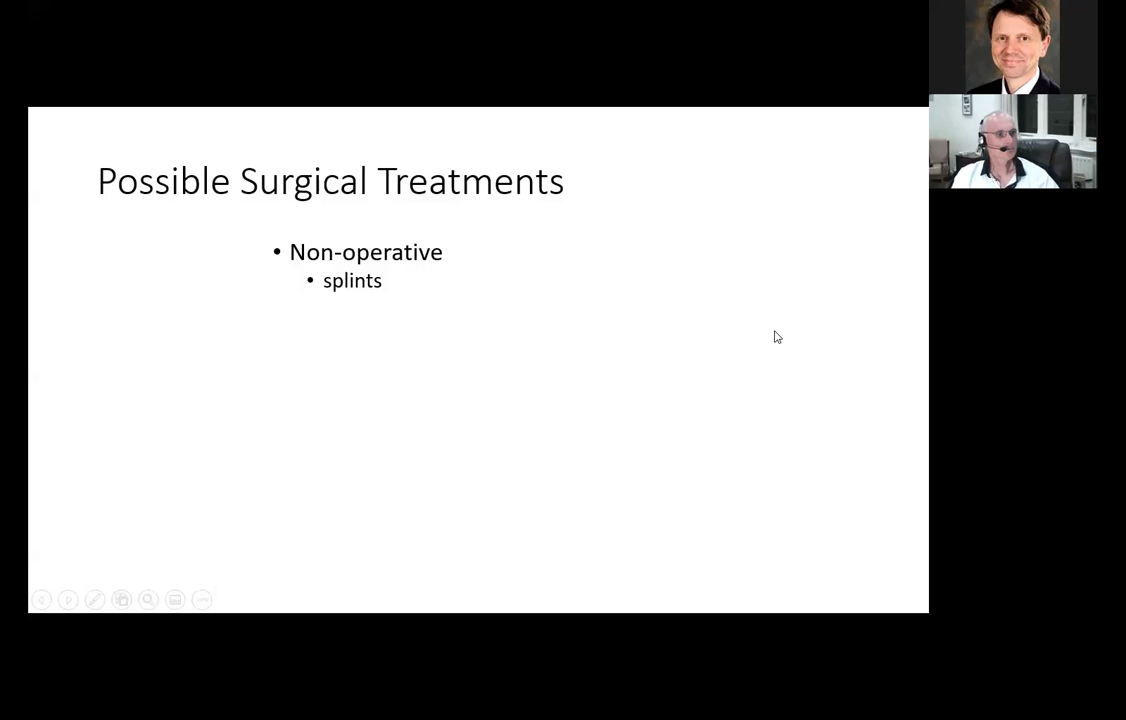 Possible Surgical Treatments
• Non-operative
• splints